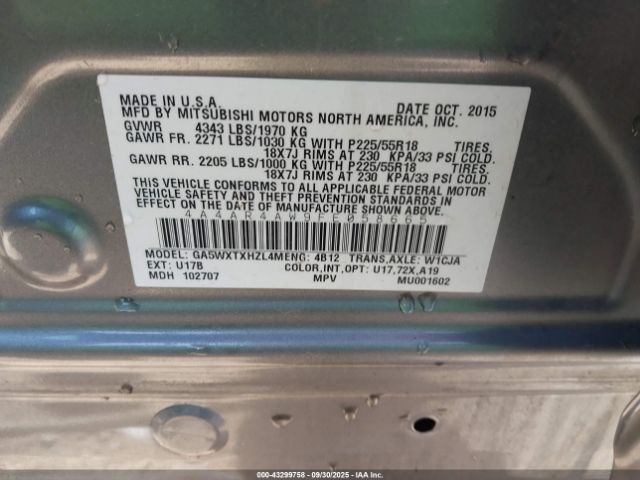 MADE IN U.S.A. DATE OCT. 2015
MFD BY MITSUBISHI MOTORS NORTH AMERICA, INC.
GVWR 4343 LBS/1970 KG
GAWR FR. 2271 LBS/1030 KG WITH P225/55R18 TIRES.
18X7J RIMS AT 230 KPA/33 PSI COLD.
GAWR RR. 2205 LBS/1000 KG WITH P225/55R18 TIRES.
18X7J RIMS AT 230 KPA/33 PSI COLD.
THIS VEHICLE CONFORMS TO ALL APPLICABLE FEDERAL MOTOR
VEHICLE SAFETY AND THEFT PREVENTION STANDARDS IN
EFFECT ON THE DATE OF MANUFACTURE SHOWN ABOVE.
MODEL: GA5WXTXHZL4M ENG: 4B12 TRANS,AXLE: W1CJA
EXT: U17B COLOR,INT,OPT: U17,72X,A19
MDH 102707 MPV MU001602
000-43299758 - 09/30/2025 - IAA Inc.